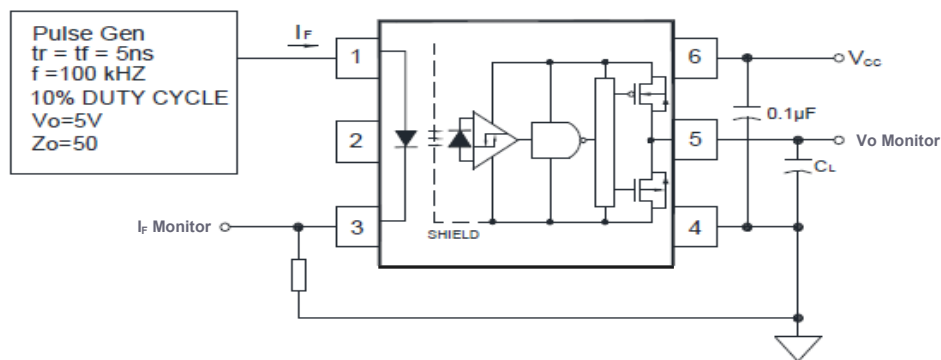 Pulse Gen
tr = tf = 5ns
f =100 kHZ
10% DUTY CYCLE
Vo=5V
Zo=50
IF
1
2
3
IF Monitor
SHIELD
6
5
4
VCC
0.1µF
Vo Monitor
CL